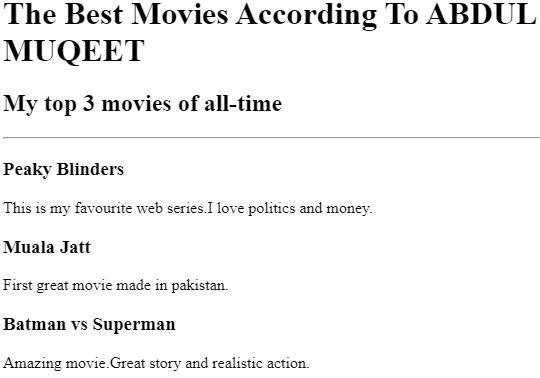 The Best Movies According To ABDUL
MUQEET
My top 3 movies of all-time
Peaky Blinders
This is my favourite web series.I love politics and money.
Muala Jatt
First great movie made in pakistan.
Batman vs Superman
Amazing movie.Great story and realistic action.